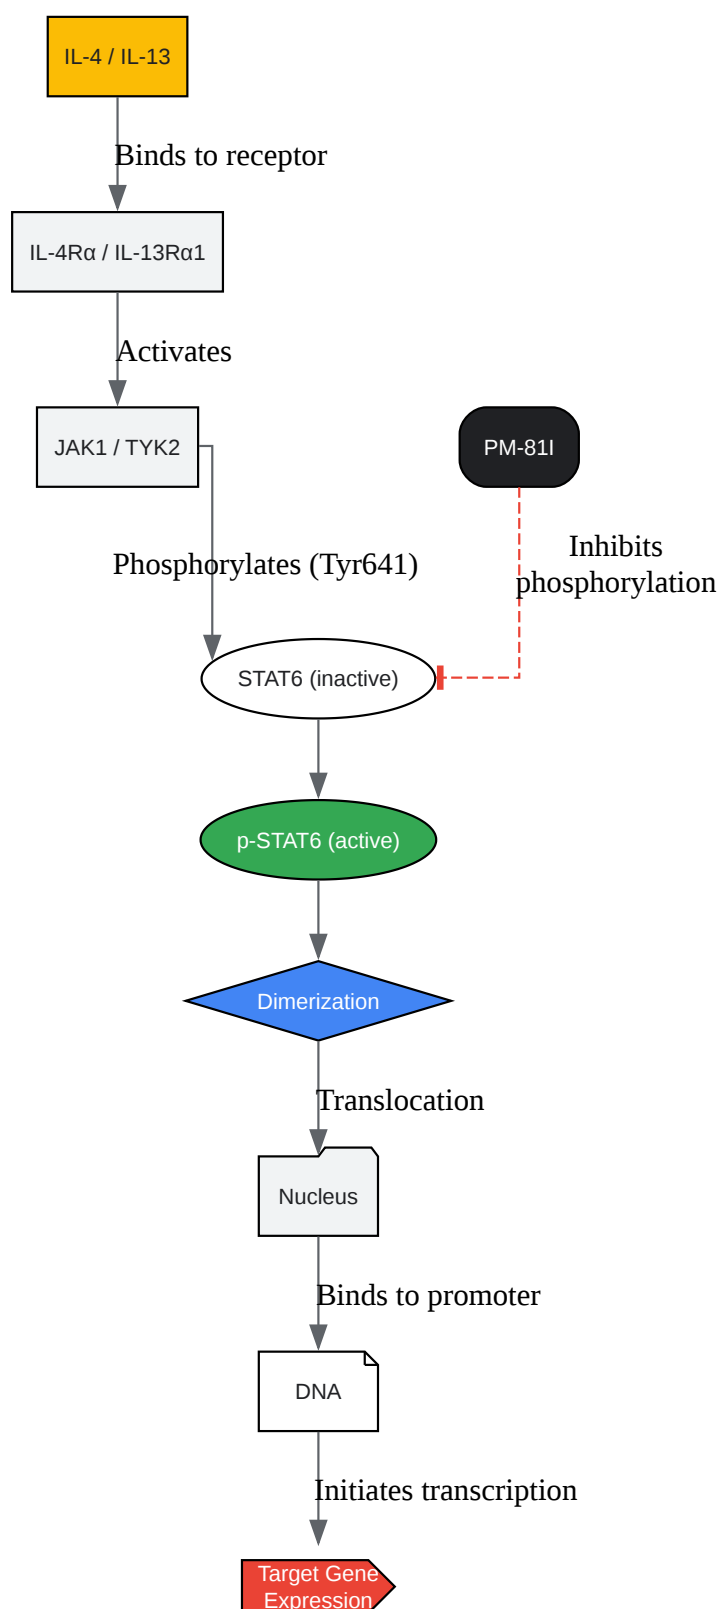 IL-4 / IL-13
Binds to receptor
IL-4Rα / IL-13Rα1
Activates
JAK1 / TYK2
PM-81I
Inhibits
phosphorylation
Phosphorylates (Tyr641)
STAT6 (inactive)
p-STAT6 (active)
Dimerization
Translocation
Nucleus
Binds to promoter
DNA
Initiates transcription
Target Gene
Expression